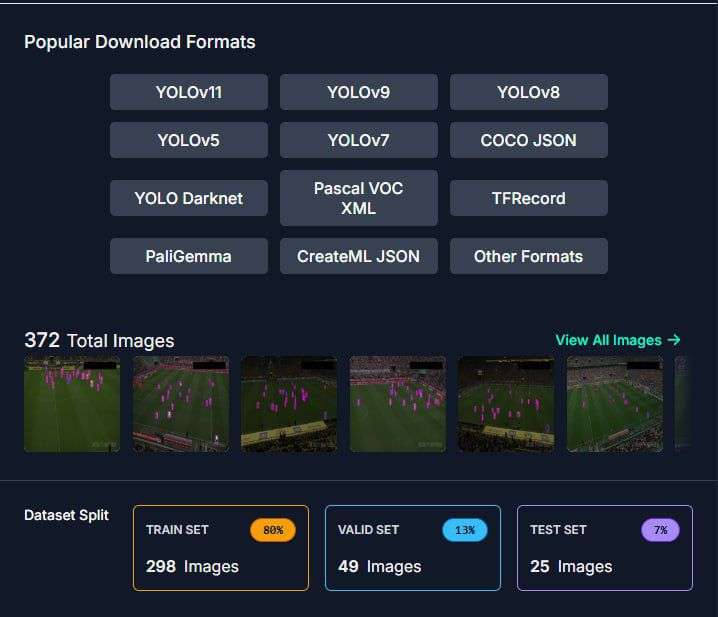 Popular Download Formats
YOLOv11
YOLOv9
YOLOv8
YOLOv5
YOLOv7
COCO JSON
YOLO Darknet
Pascal VOC
XML
TFRecord
PaliGemma
CreateML JSON
Other Formats
372 Total Images
View All Images →
Dataset Split
TRAIN SET
80%
298 Images
VALID SET
13%
49 Images
TEST SET
7%
25 Images